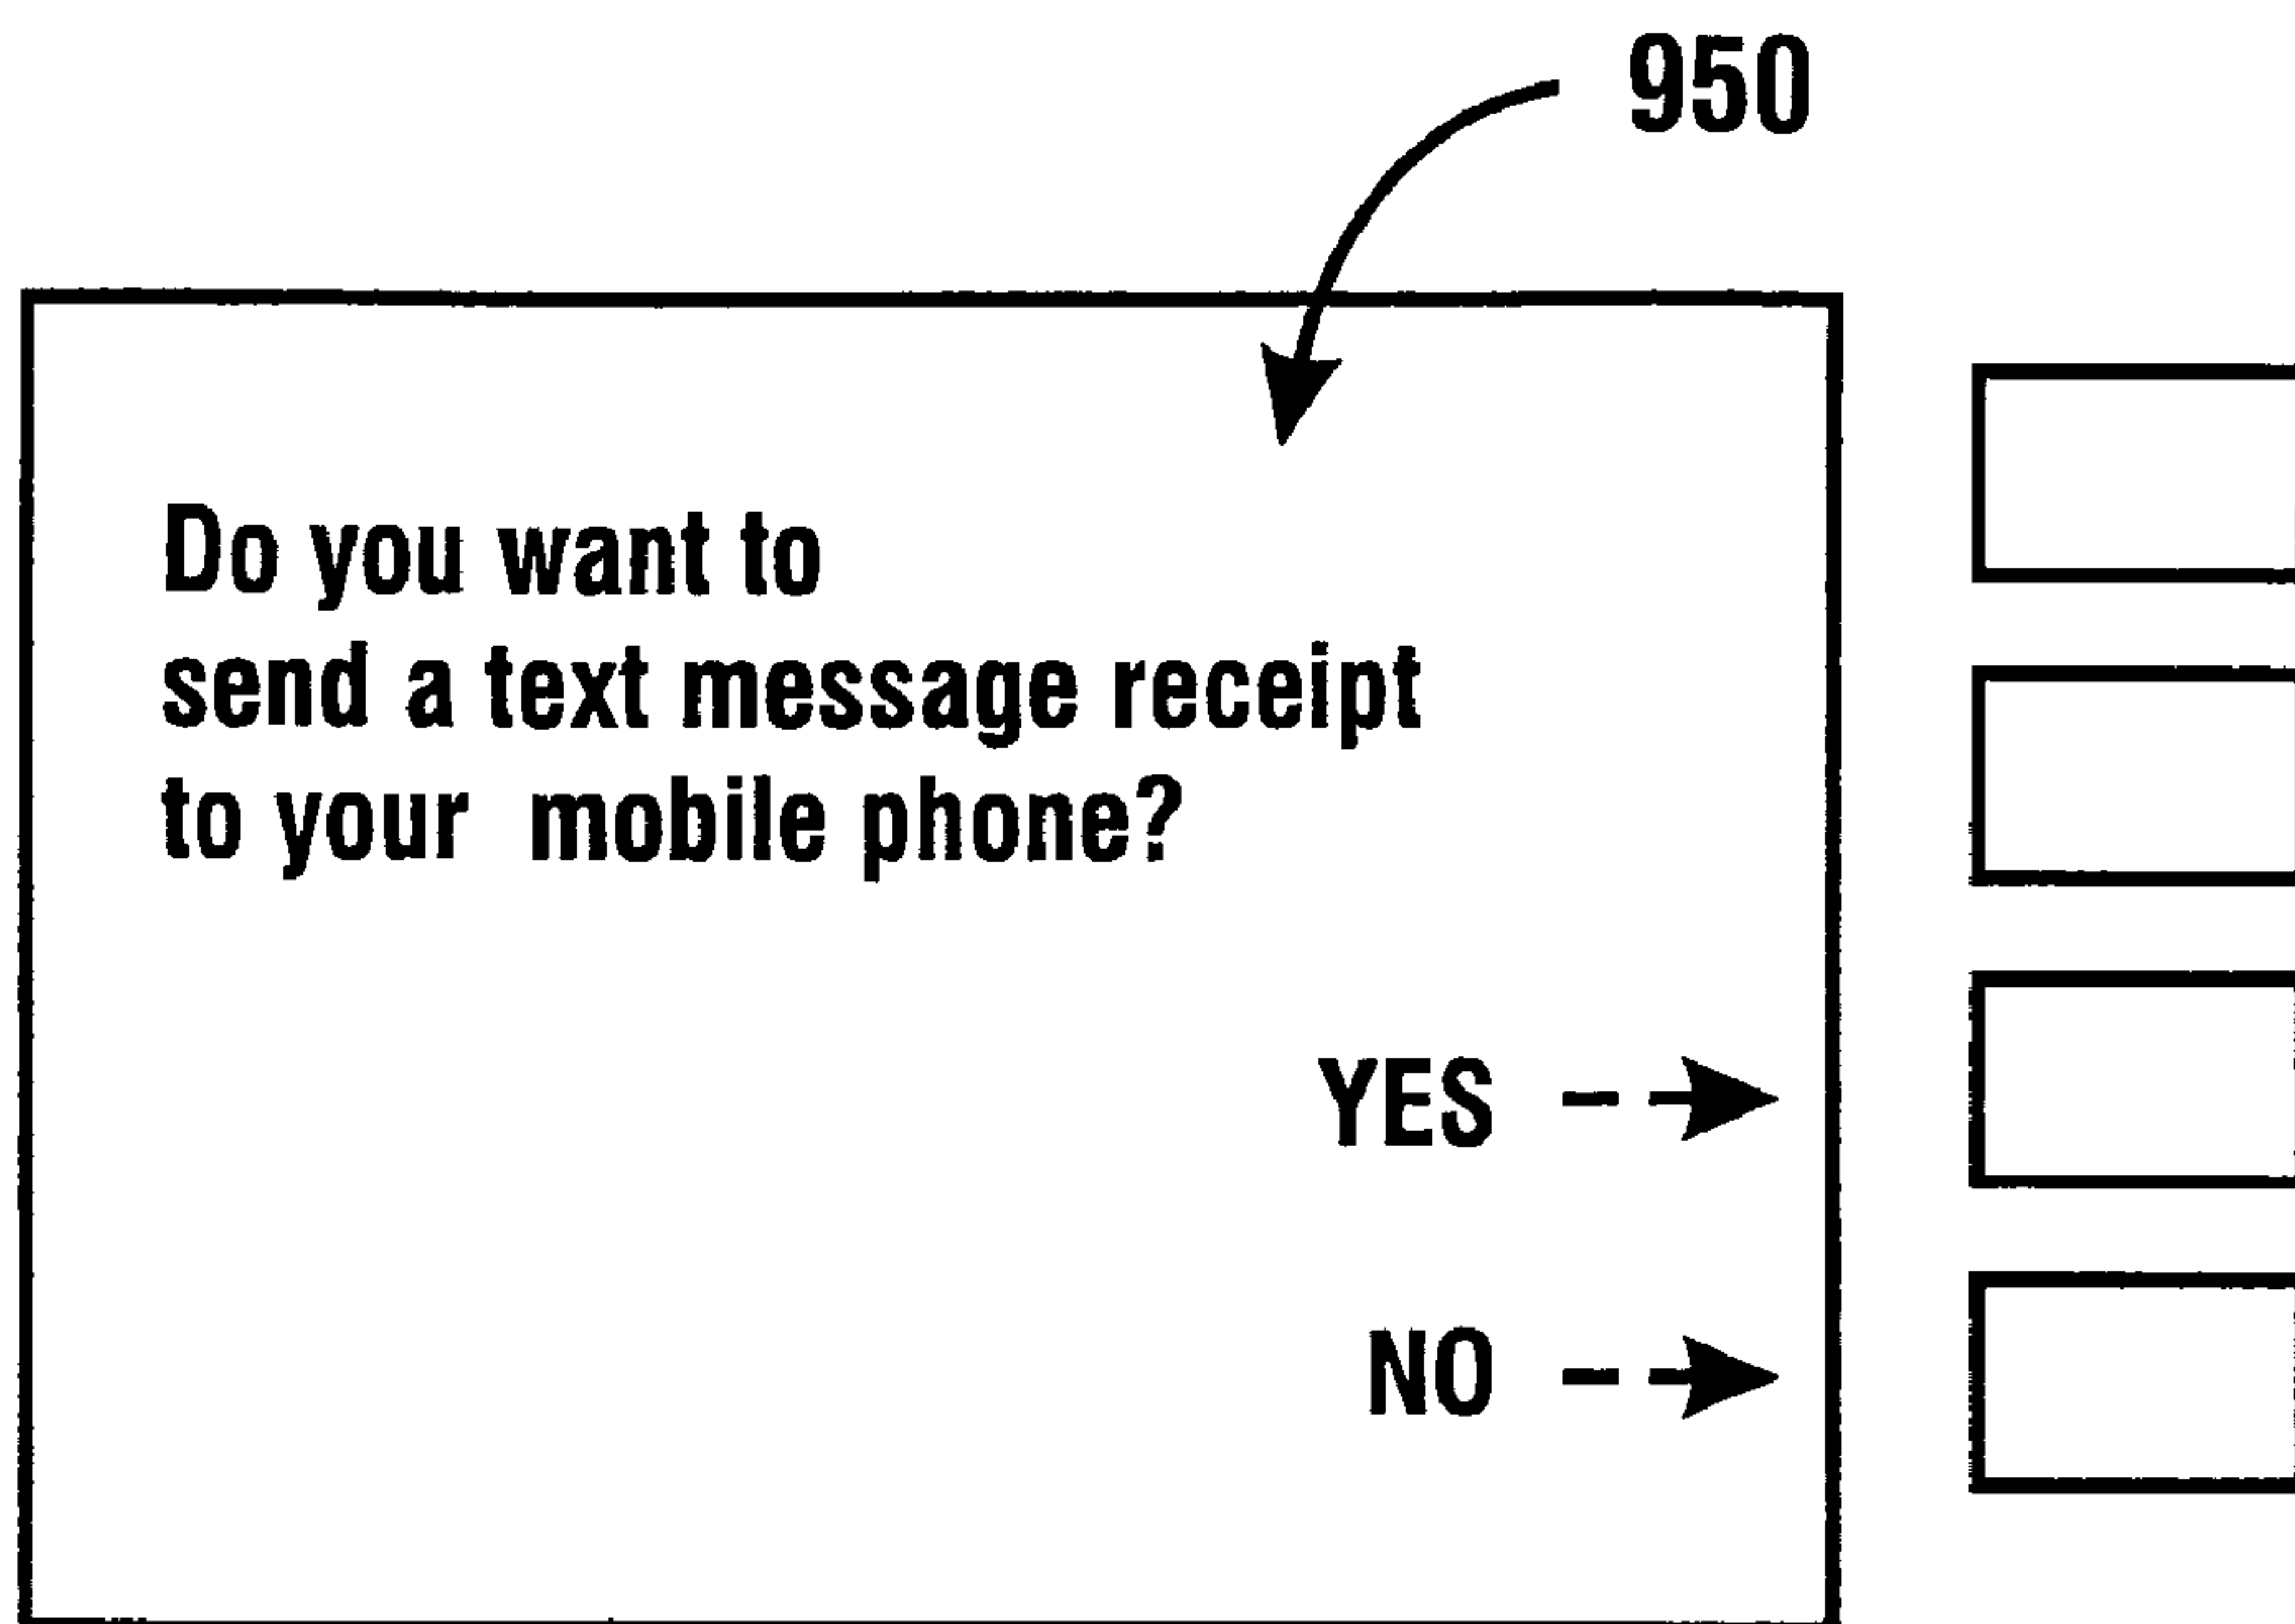 950
Do you want to
send a text message receipt
to your mobile phone?
YES
NO